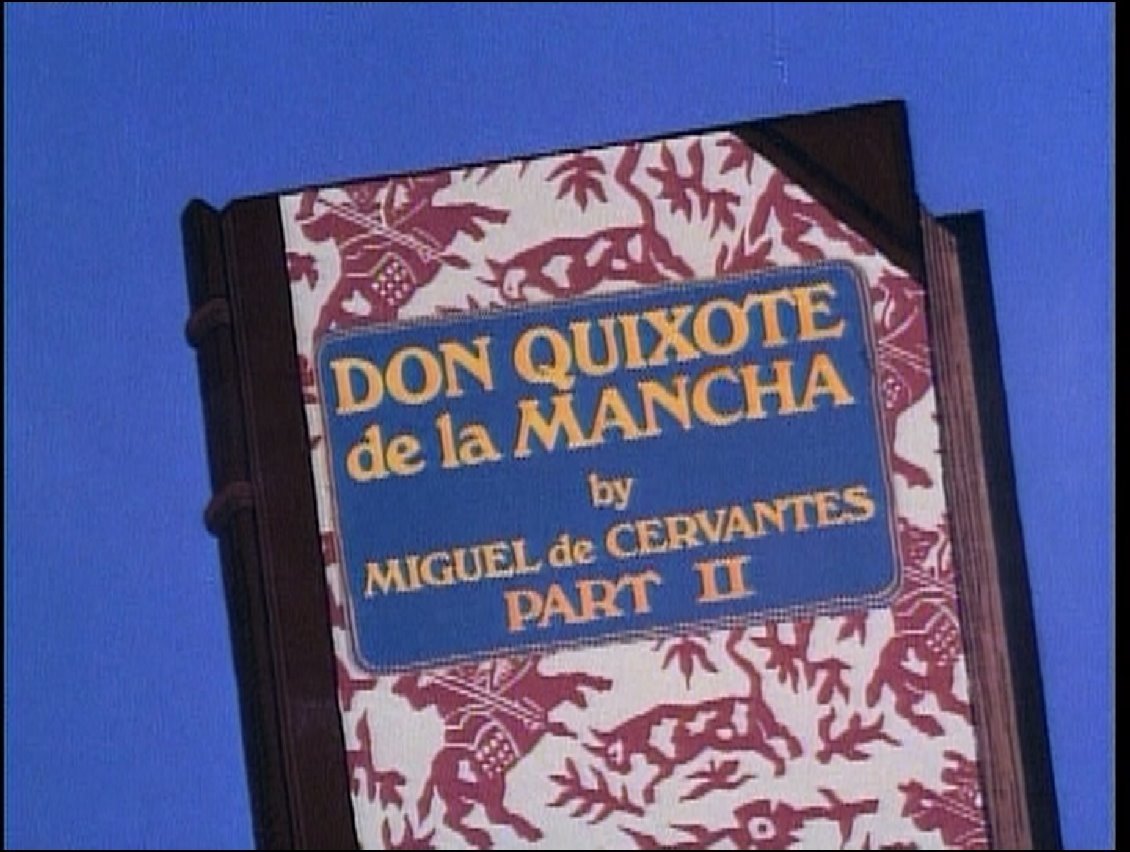 DON QUIXOTE
de la MANCHA
by
MIGUEL de CERVANTES
PART II